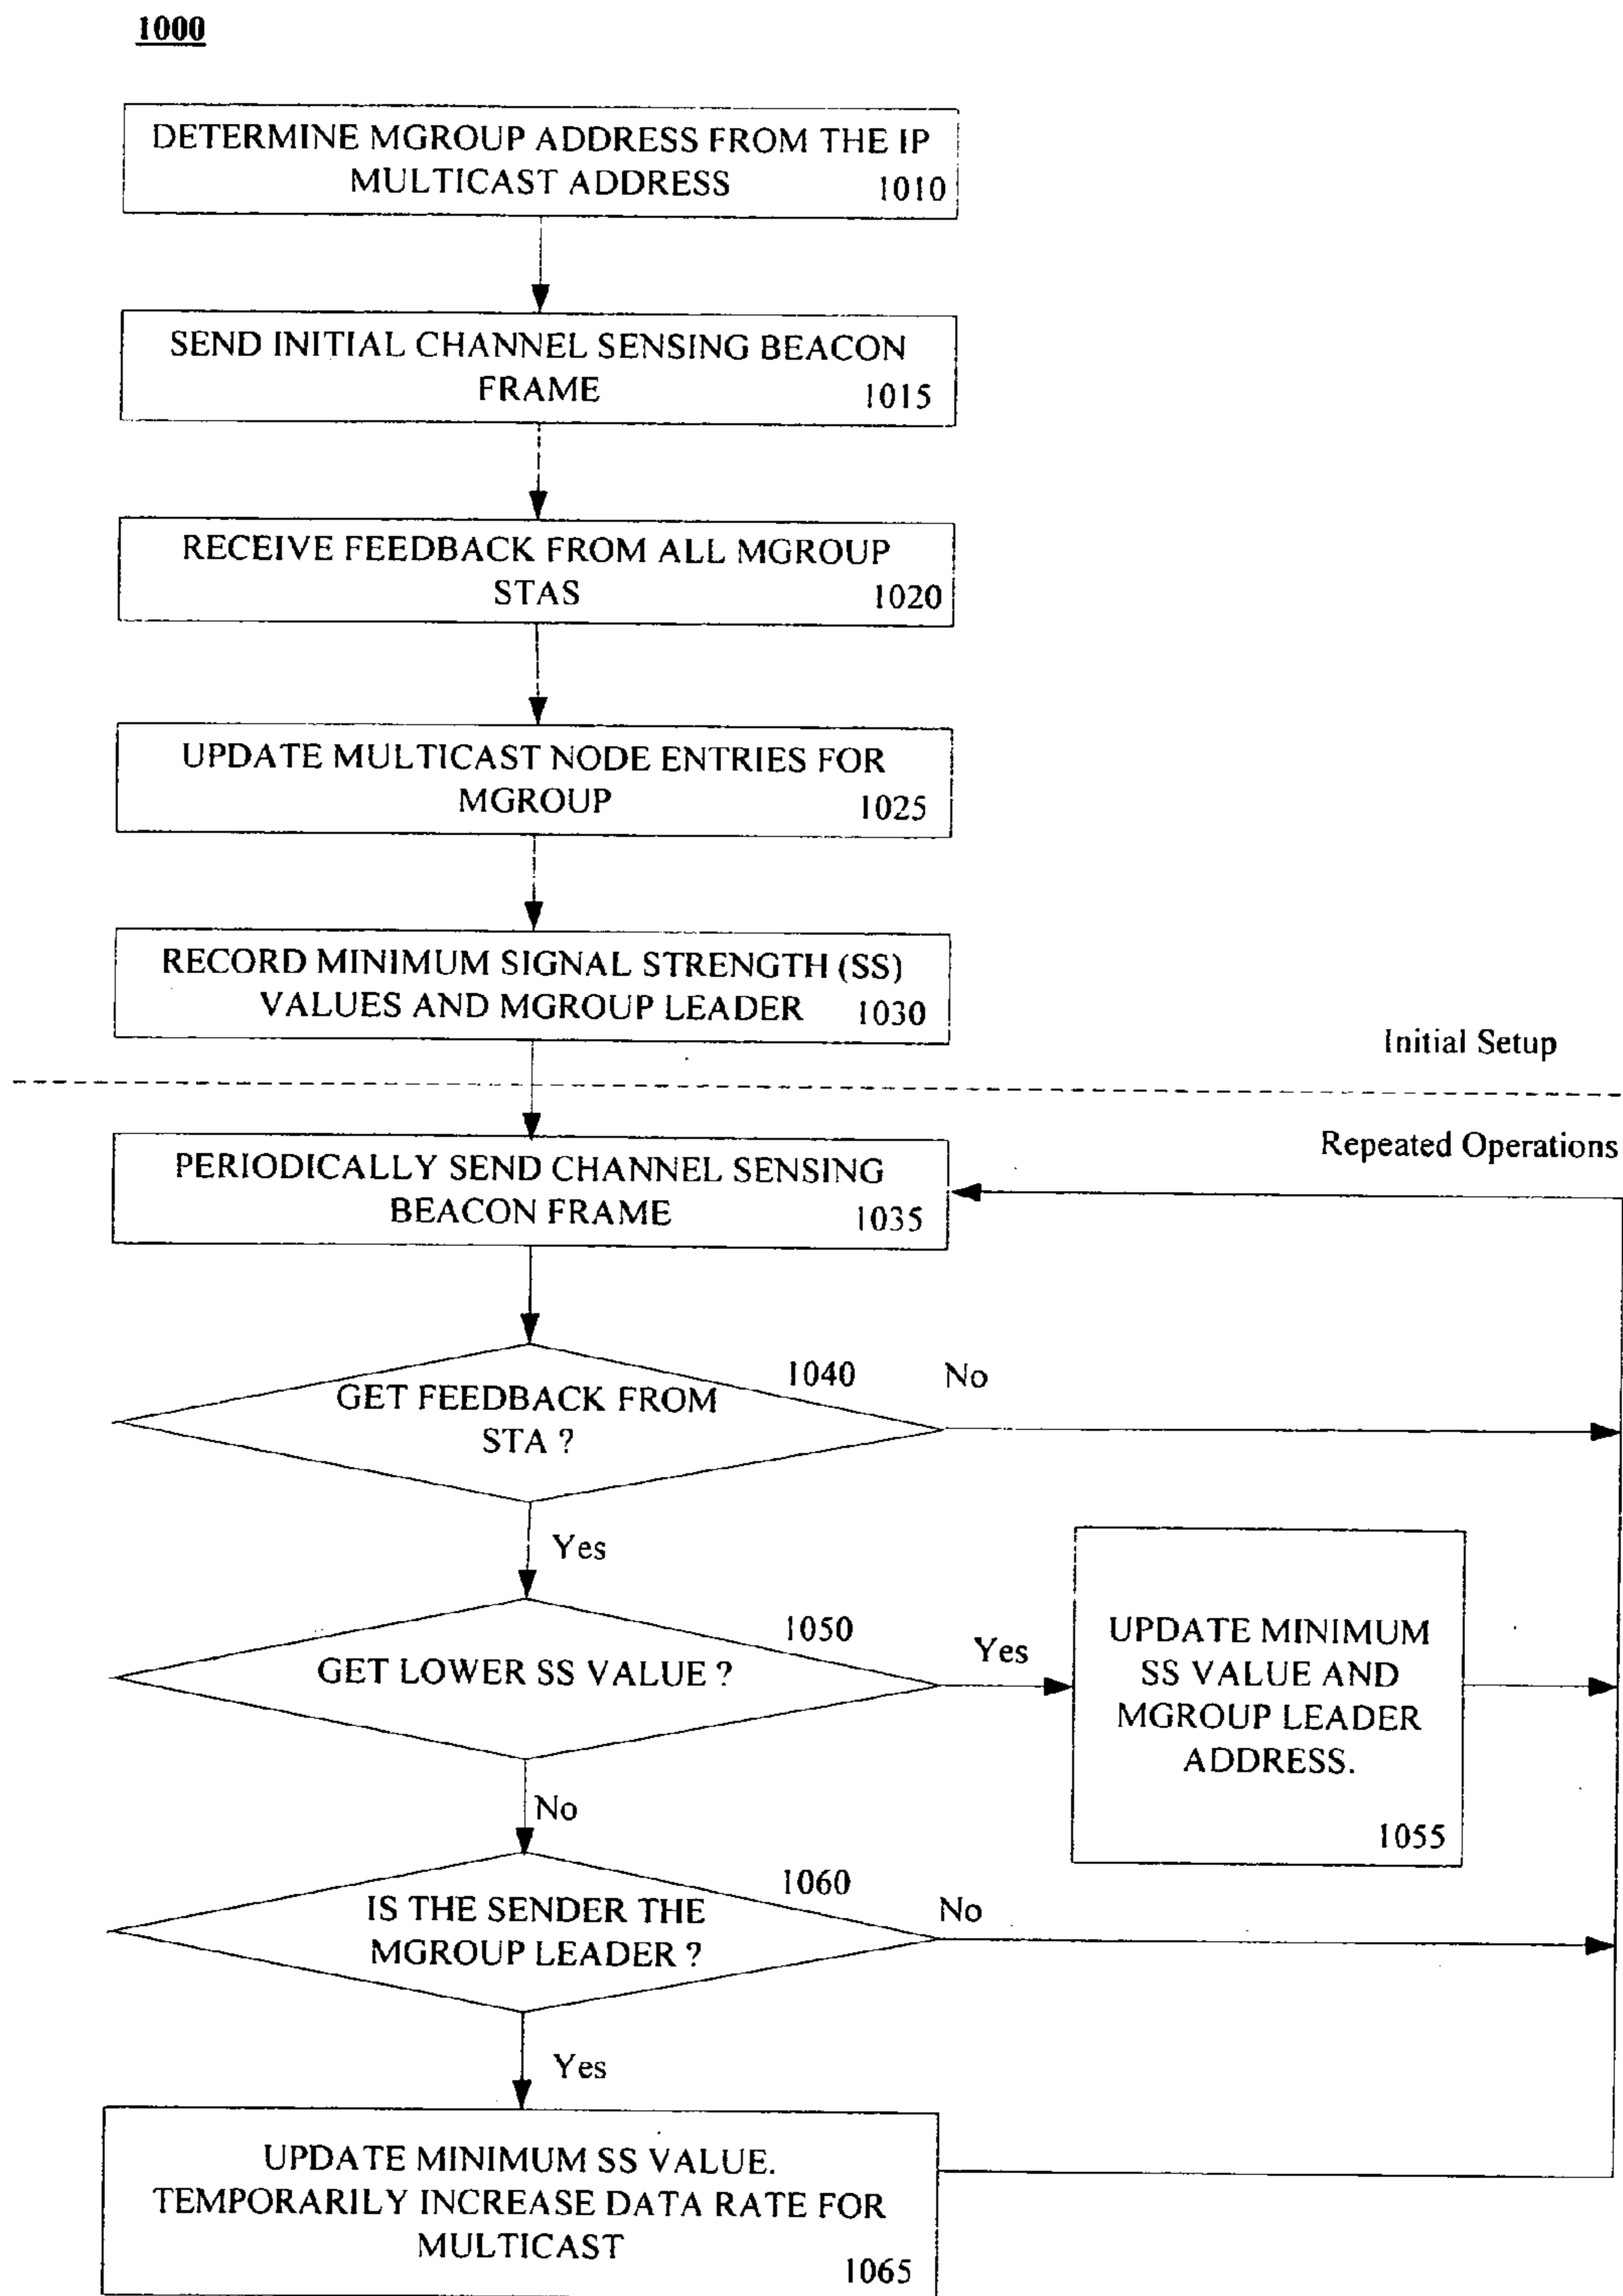 1000
DETERMINE MGROUP ADDRESS FROM THE IP
MULTICAST ADDRESS 1010
SEND INITIAL CHANNEL SENSING BEACON
FRAME 1015
RECEIVE FEEDBACK FROM ALL MGROUP
STAS 1020
UPDATE MULTICAST NODE ENTRIES FOR
MGROUP 1025
RECORD MINIMUM SIGNAL STRENGTH (SS)
VALUES AND MGROUP LEADER 1030
Initial Setup
Repeated Operations
PERIODICALLY SEND CHANNEL SENSING
BEACON FRAME 1035
1040 No
GET FEEDBACK FROM
STA ?
Yes
1050
GET LOWER SS VALUE ?
Yes
UPDATE MINIMUM
SS VALUE AND
MGROUP LEADER
ADDRESS.
1055
No
1060
IS THE SENDER THE
MGROUP LEADER ?
No
Yes
UPDATE MINIMUM SS VALUE.
TEMPORARILY INCREASE DATA RATE FOR
MULTICAST
1065